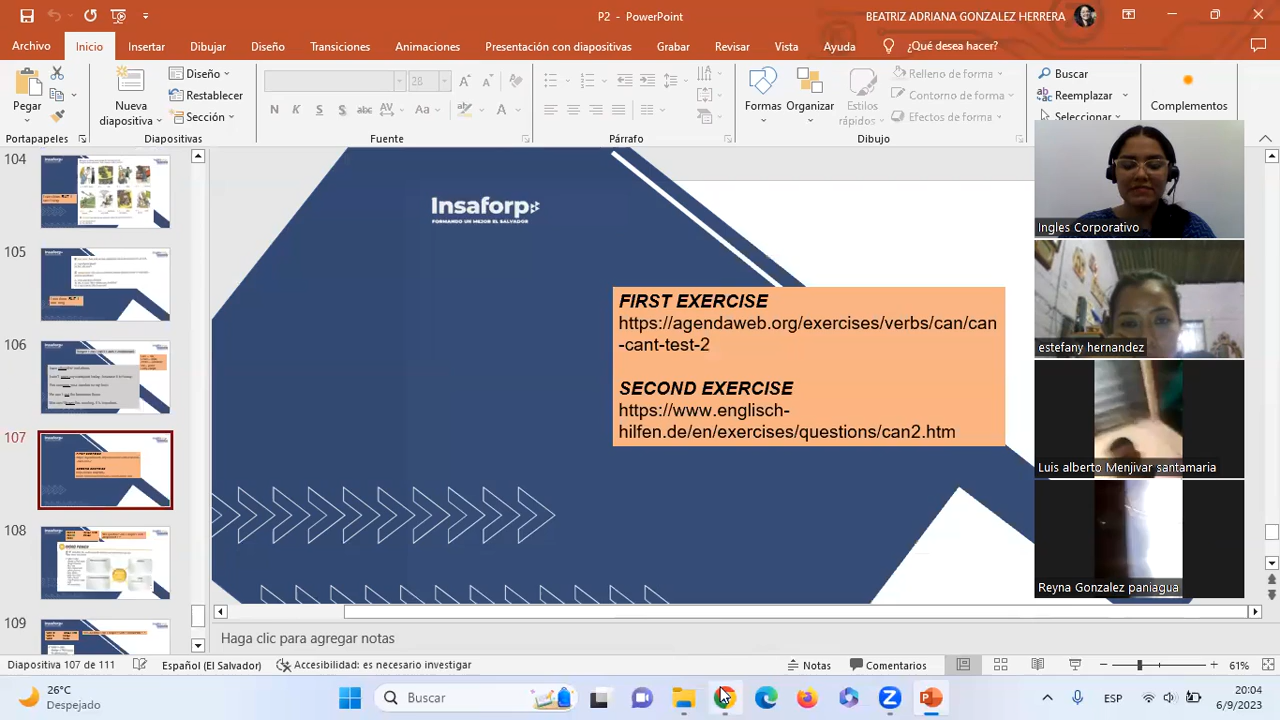 P2 - PowerPoint
BEATRIZ ADRIANA GONZALEZ HERRERA
Archivo Inicio Insertar Dibujar Diseño Transiciones Animaciones Presentación con diapositivas Grabar Revisar Vista Ayuda ¿Qué desea hacer?
Pegar
Nueva diapositiva
Diseño
Restablecer
Sección
28
N K S abc AV Aa A
Formas
Organizar
Estilos rápidos
Relleno de forma
Contorno de forma
Efectos de forma
Buscar
Reemplazar
Seleccionar
Complementos
Portapapeles Diapositivas Fuente Párrafo Dibujo
104
105
106
107
108
109
Insaforp
FORMANDO UN MEJOR EL SALVADOR
FIRST EXERCISE
https://agendaweb.org/exercises/verbs/can/can
-cant-test-2
SECOND EXERCISE
https://www.englisch-
hilfen.de/en/exercises/questions/can2.htm
Ingles Corporativo
estefany hernandez
Luis alberto Menjivar santamaria
Reyna Gonzalez paniagua
Haga clic para agregar notas
Diapositiva 107 de 111 Español (El Salvador) Accesibilidad: es necesario investigar Notas Comentarios 61%
26°C
Despejado
Buscar
ESP
20:04
6/9/2023